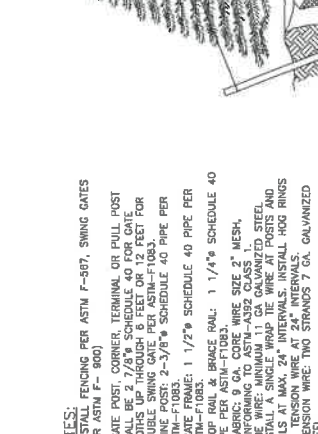 TES:
STALL FENCING PER ASTM F-567, SWING GATES
R ASTM F- 900)
ATE POST, CORNER, TERMINAL OR PULL POST
ALL BE 2 7/8"ø SCHEDULE 40 FOR GATE
DTHS UP THROUGH 6 FEET OR 12 FEET FOR
UBLE SWING GATE PER ASTM-F1083.
NE POST: 2-3/8"ø SCHEDULE 40 PIPE PER
TM-F1083.
ATE FRAME: 1 1/2"ø SCHEDULE 40 PIPE PER
TM-F1083.
OP RAIL & BRACE RAIL: 1 1/4"ø SCHEDULE 40
PE PER ASTM-F1083.
ABRIC: 9 GA. CORE WIRE SIZE 2" MESH,
NFORMING TO ASTM-A392 CLASS 1.
E WIRE: MINIMUM 11 GA GALVANIZED STEEL.
TALL A SINGLE WRAP TIE WIRE AT POSTS AND
LS AT MAX. 24" INTERVALS. INSTALL HOG RINGS
TENSION WIRE AT 24" INTERVALS.
ENSION WIRE: TWO STRANDS 7 GA. GALVANIZED